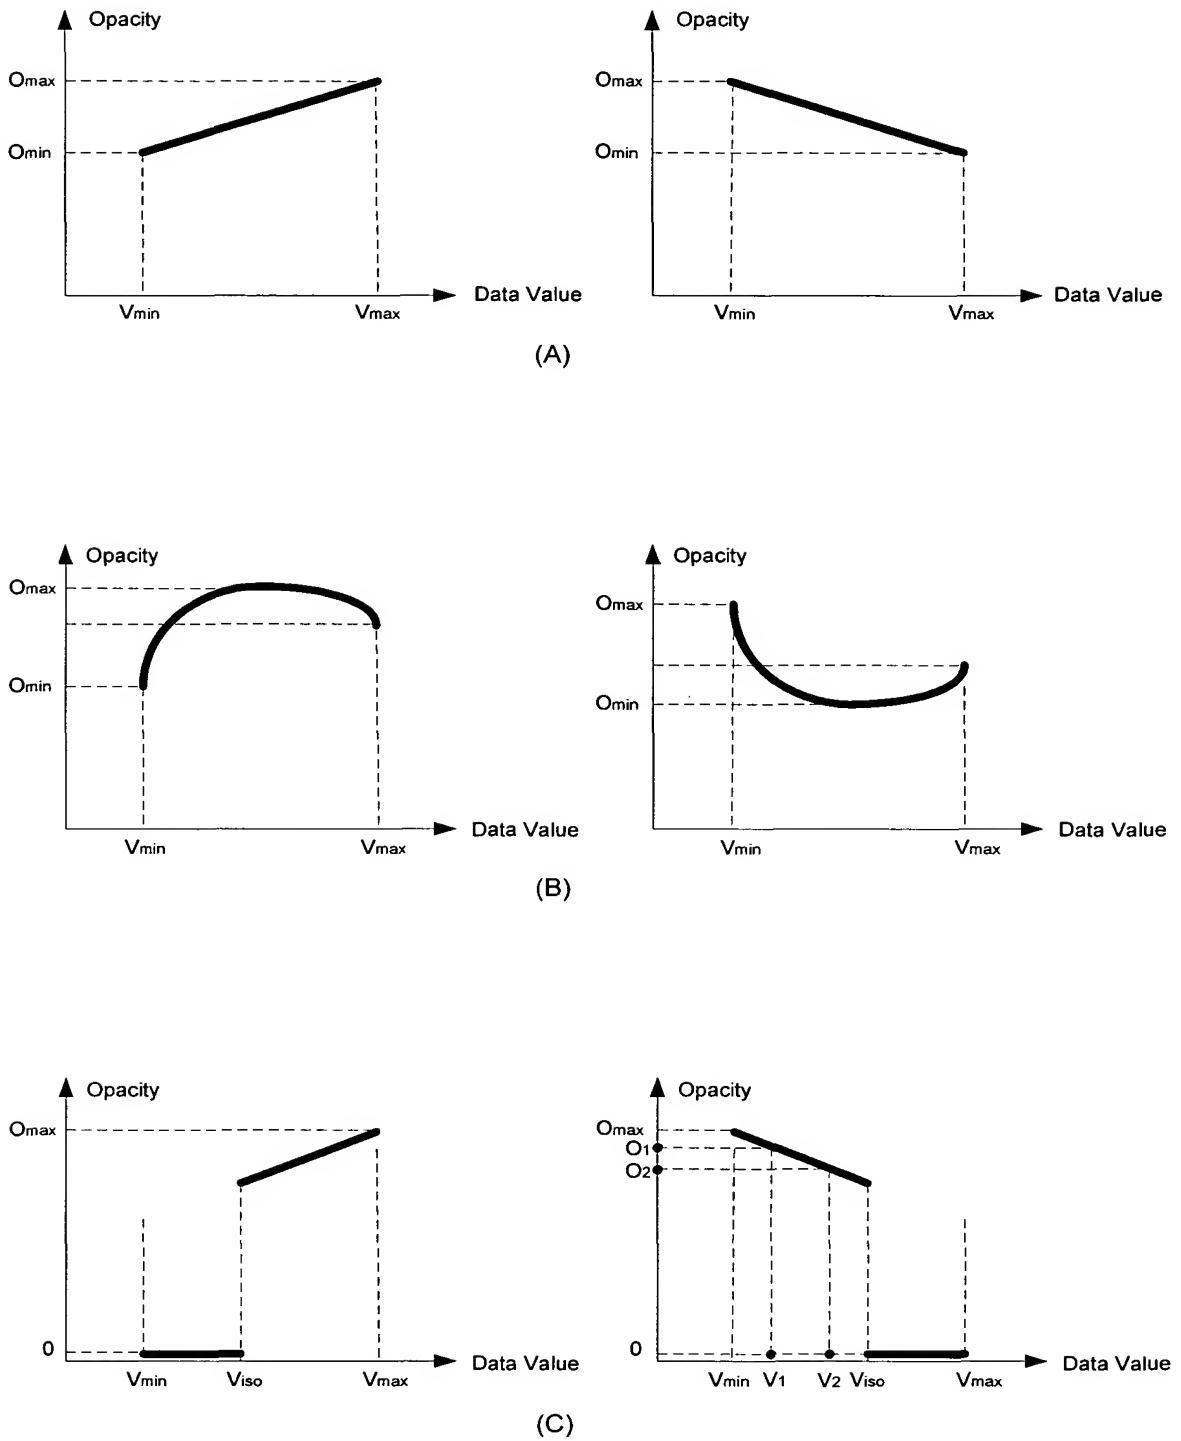 Opacity
Opacity
Omax
Omax
Omin
Omin
Data Value
Data Value
Vmin
Vmax
Vmin
Vmax
(A)
Opacity
Opacity
Omax
Omax
Omin
Omin
Data Value
Data Value
Vmin
Vmax
Vmin
Vmax
(B)
Opacity
Opacity
Omax
Omax
O1
O2
0
0
Data Value
Data Value
Vmin
Viso
Vmax
Vmin
V1
V2
Viso
Vmax
(C)